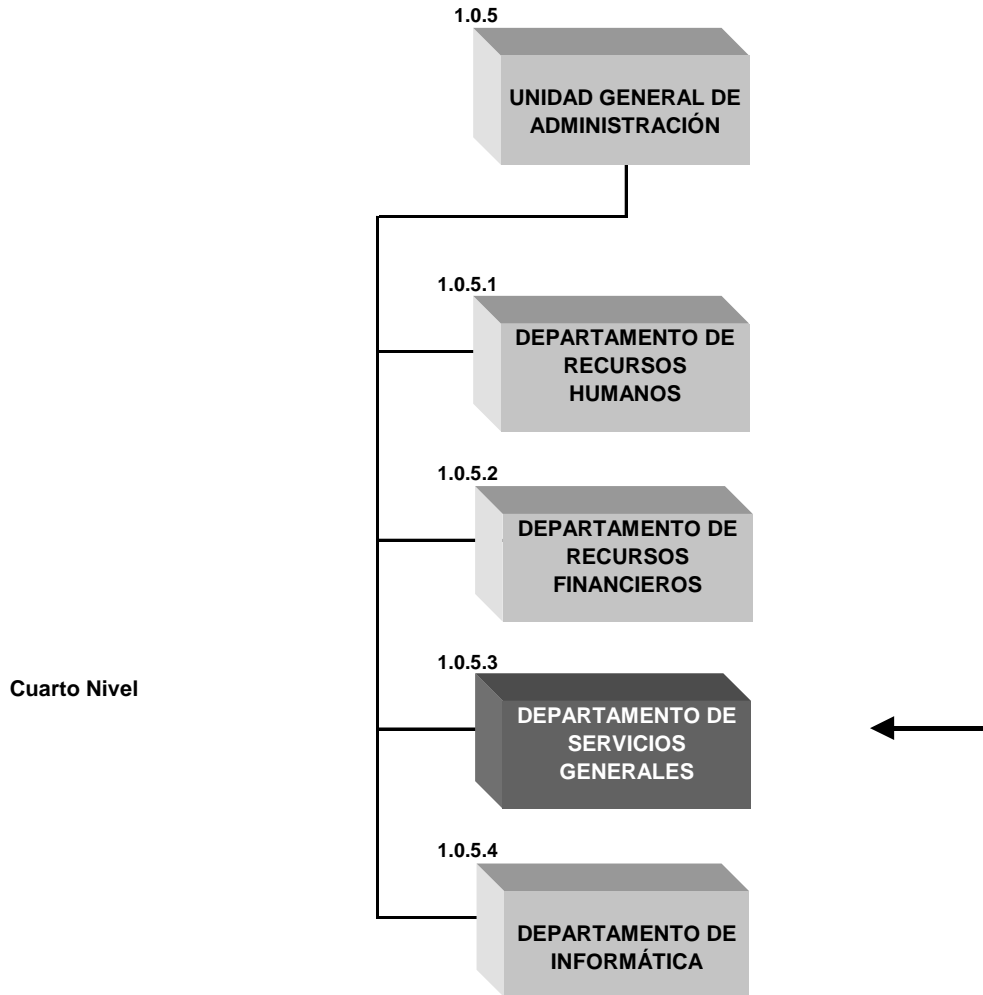 1.0.5
UNIDAD GENERAL DE
ADMINISTRACIÓN
1.0.5.1
DEPARTAMENTO DE
RECURSOS
HUMANOS
1.0.5.2
DEPARTAMENTO DE
RECURSOS
FINANCIEROS
1.0.5.3
Cuarto Nivel
DEPARTAMENTO DE
SERVICIOS
GENERALES
1.0.5.4
DEPARTAMENTO DE
INFORMÁTICA